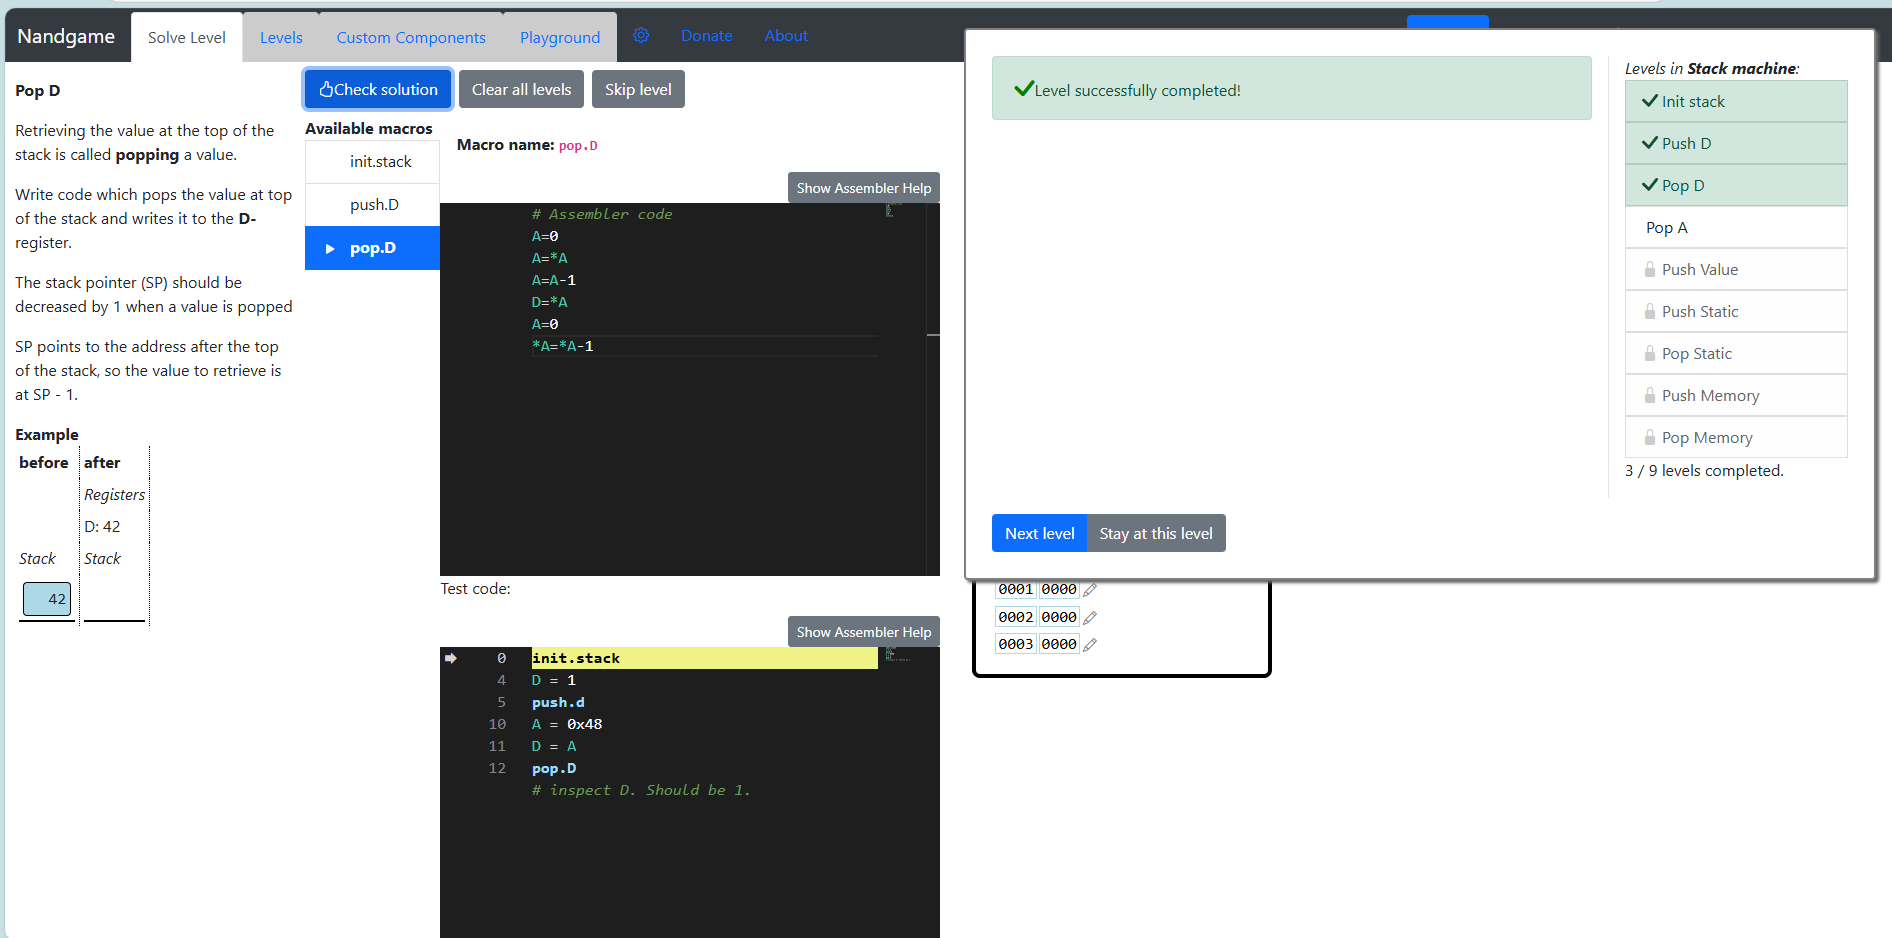 Nandgame
Solve Level
Levels
Custom Components
Playground
Donate
About
Pop D
Retrieving the value at the top of the
stack is called popping a value.
Write code which pops the value at top
of the stack and writes it to the D-
register.
The stack pointer (SP) should be
decreased by 1 when a value is popped
SP points to the address after the top
of the stack, so the value to retrieve is
at SP - 1.
Example
before after
Registers
D: 42
Stack Stack
42
Check solution
Clear all levels
Skip level
Available macros
init.stack
push.D
pop.D
Macro name: pop.D
Show Assembler Help
# Assembler code
A=0
A=*A
A=A-1
D=*A
A=0
*A=*A-1
Test code:
Show Assembler Help
0 init.stack
4 D = 1
5 push.d
10 A = 0x48
11 D = A
12 pop.D
# inspect D. Should be 1.
Level successfully completed!
Next level
Stay at this level
Levels in Stack machine:
Init stack
Push D
Pop D
Pop A
Push Value
Push Static
Pop Static
Push Memory
Pop Memory
3 / 9 levels completed.
0001 0000
0002 0000
0003 0000